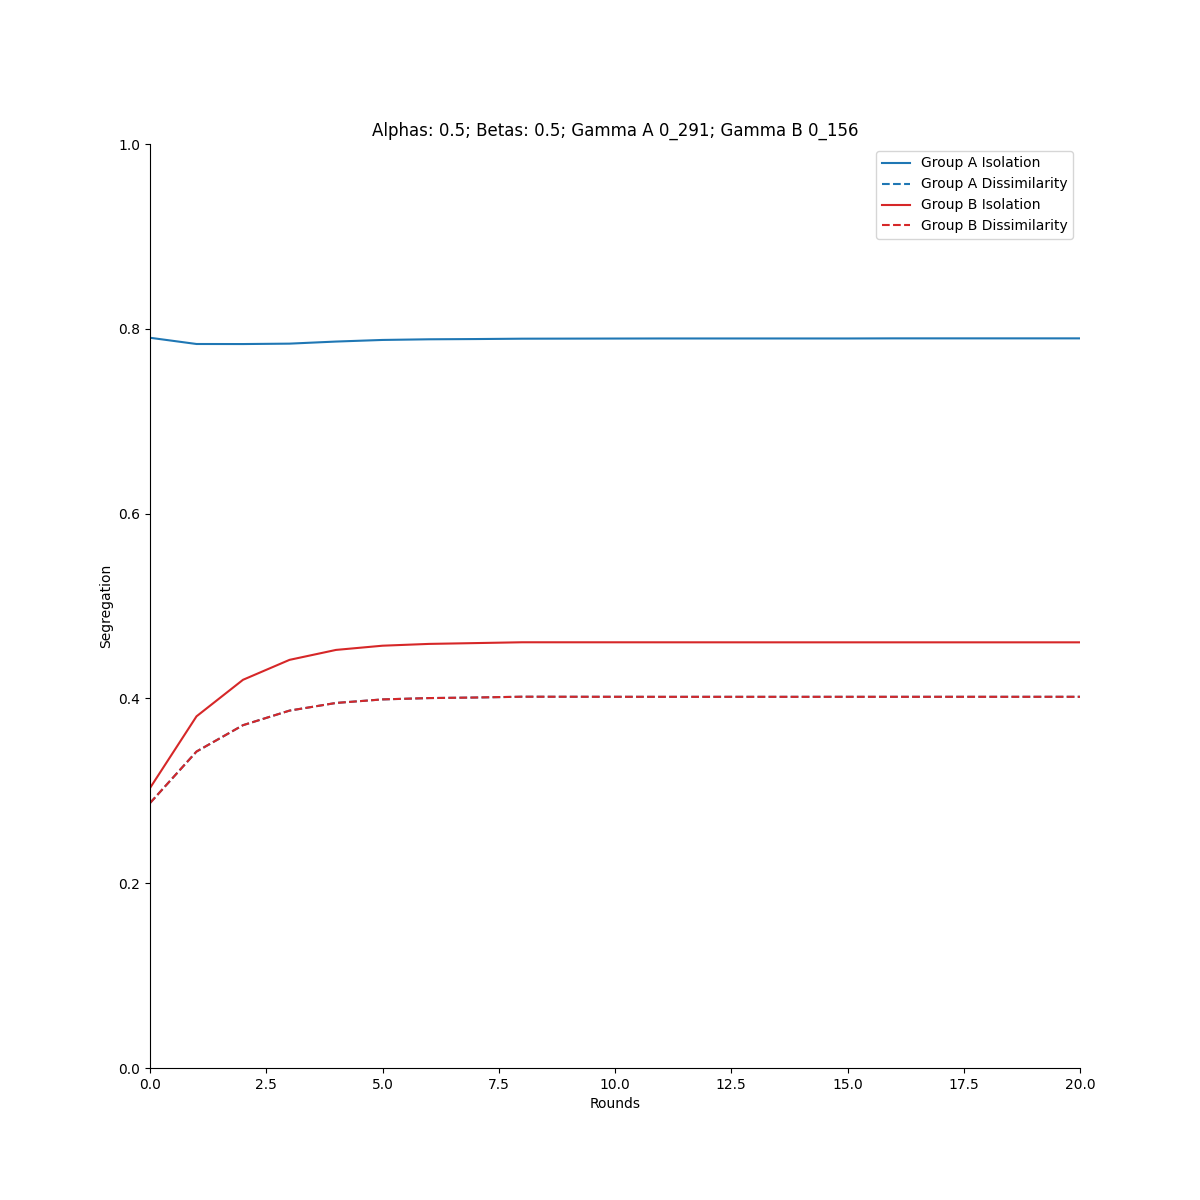 Alphas: 0.5; Betas: 0.5; Gamma A 0_291; Gamma B 0_156
Group A Isolation
Group A Dissimilarity
Group B Isolation
Group B Dissimilarity
1.0
0.8
0.6
0.4
0.2
0.0
Segregation
0.0 2.5 5.0 7.5 10.0 12.5 15.0 17.5 20.0
Rounds